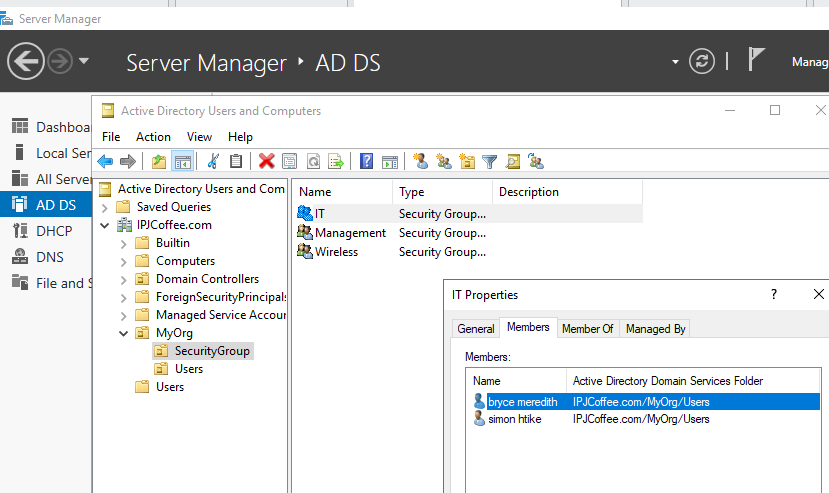 Server Manager
Server Manager AD DS
Manag
Dashboa
Local Ser
All Server
AD DS
DHCP
DNS
File and S
Active Directory Users and Computers
File Action View Help
Active Directory Users and Com
Saved Queries
IPJCoffee.com
Builtin
Computers
Domain Controllers
ForeignSecurityPrincipals
Managed Service Accour
MyOrg
SecurityGroup
Users
Users
Name Type Description
IT Security Group...
Management Security Group...
Wireless Security Group...
IT Properties
General Members Member Of Managed By
Members:
Name Active Directory Domain Services Folder
bryce meredith IPJCoffee.com/MyOrg/Users
simon htike IPJCoffee.com/MyOrg/Users